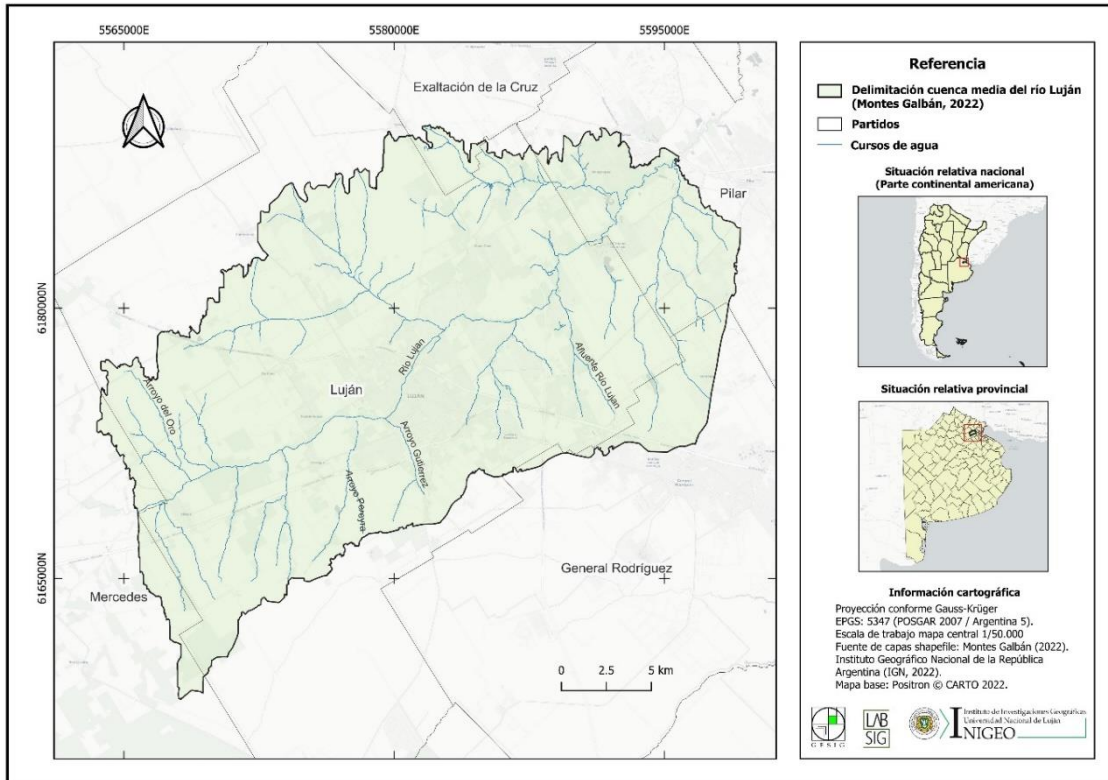 5565000E
5580000E
5595000E
Exaltación de la Cruz
Pilar
6180000N
Río Lujan
Afluente Río Lujan
Arroyo del Oro
Luján
Arroyo Gutierrez
Arroyo Pereyra
6165000N
Mercedes
General Rodríguez
0 2.5 5 km
Referencia
Delimitación cuenca media del río Luján
(Montes Galbán, 2022)
Partidos
Cursos de agua
Situación relativa nacional
(Parte continental americana)
Situación relativa provincial
Información cartográfica
Proyección conforme Gauss-Krüger
EPGS: 5347 (POSGAR 2007 / Argentina 5).
Escala de trabajo mapa central 1/50.000
Fuente de capas shapefile: Montes Galbán (2022).
Instituto Geográfico Nacional de la República
Argentina (IGN, 2022).
Mapa base: Positron © CARTO 2022.
GESIG
LAB
SIG
Instituto de Investigaciones Geográficas
Universidad Nacional de Luján
INIGEO